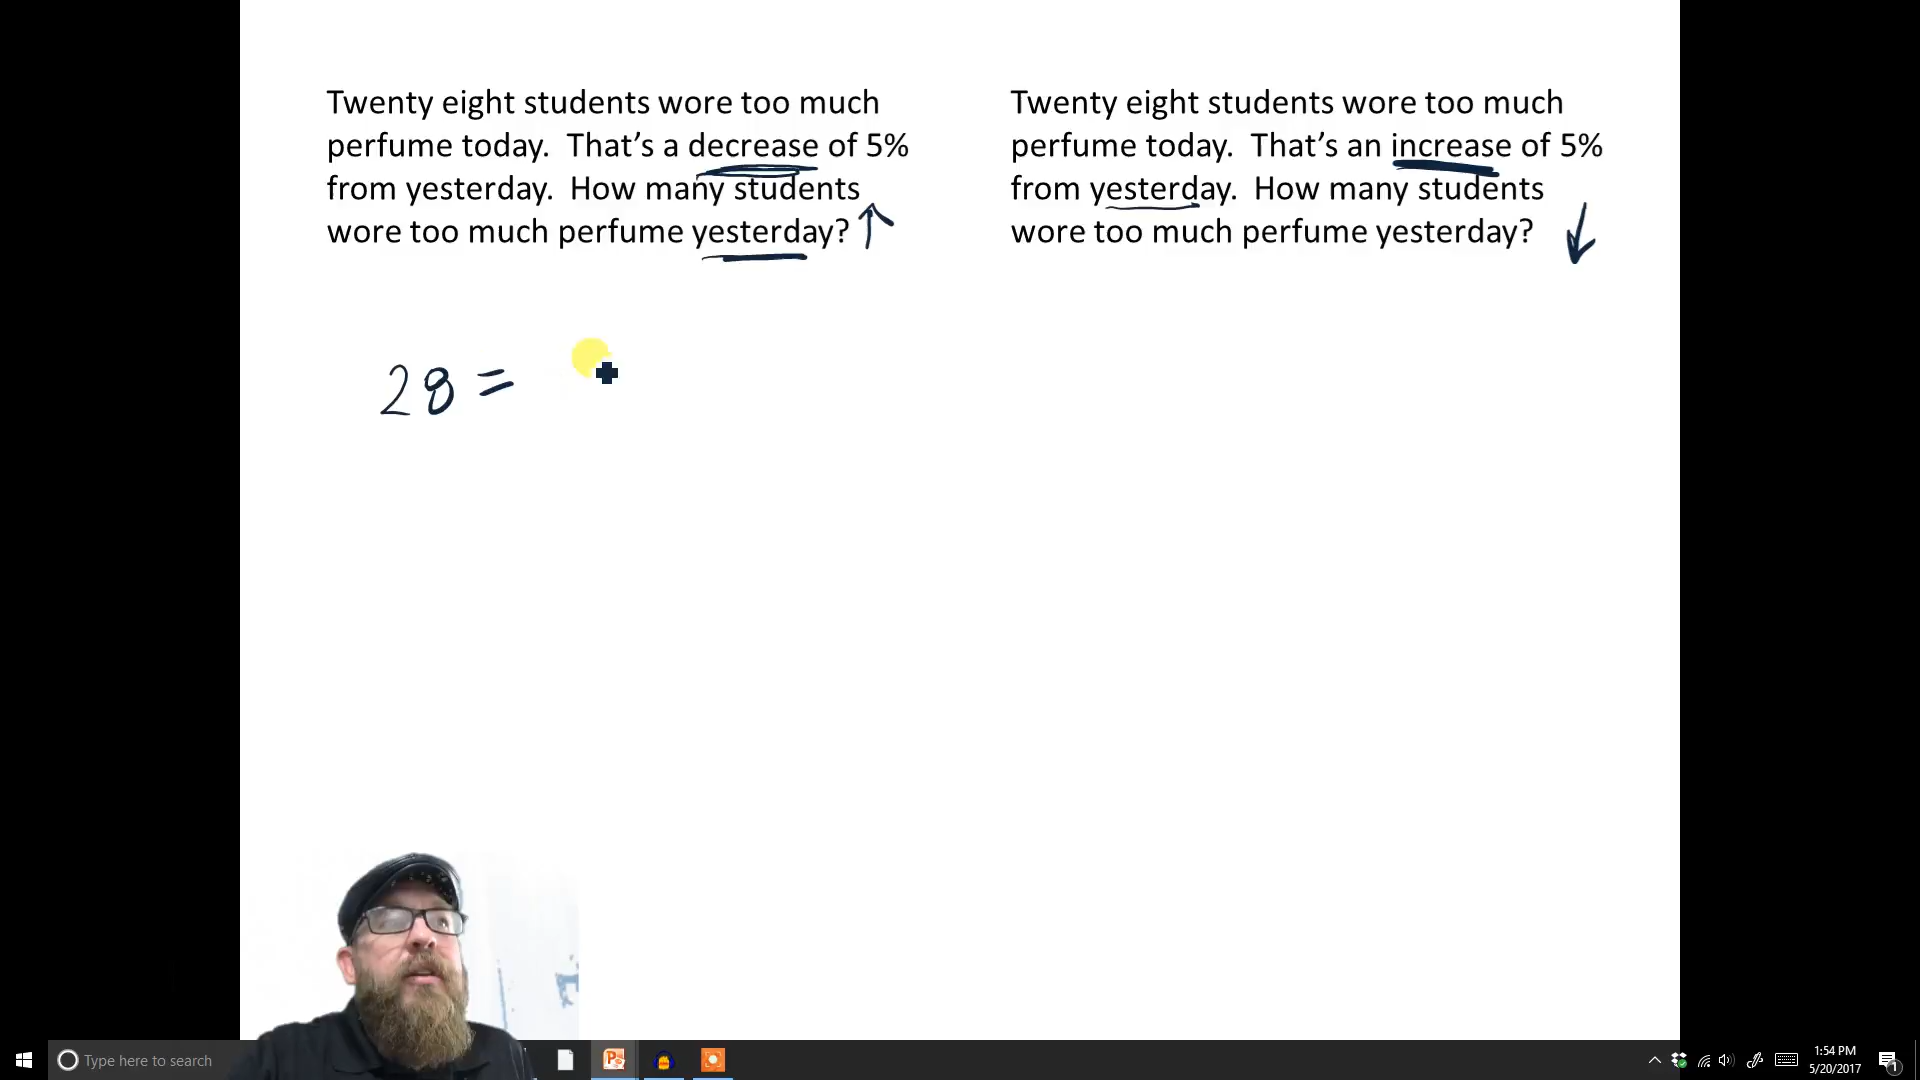 Twenty eight students wore too much
perfume today.  That’s a decrease of 5%
from yesterday.  How many students
wore too much perfume yesterday?
Twenty eight students wore too much
perfume today.  That’s an increase of 5%
from yesterday.  How many students
wore too much perfume yesterday?
28 =
Type here to search
1:54 PM
5/20/2017
1